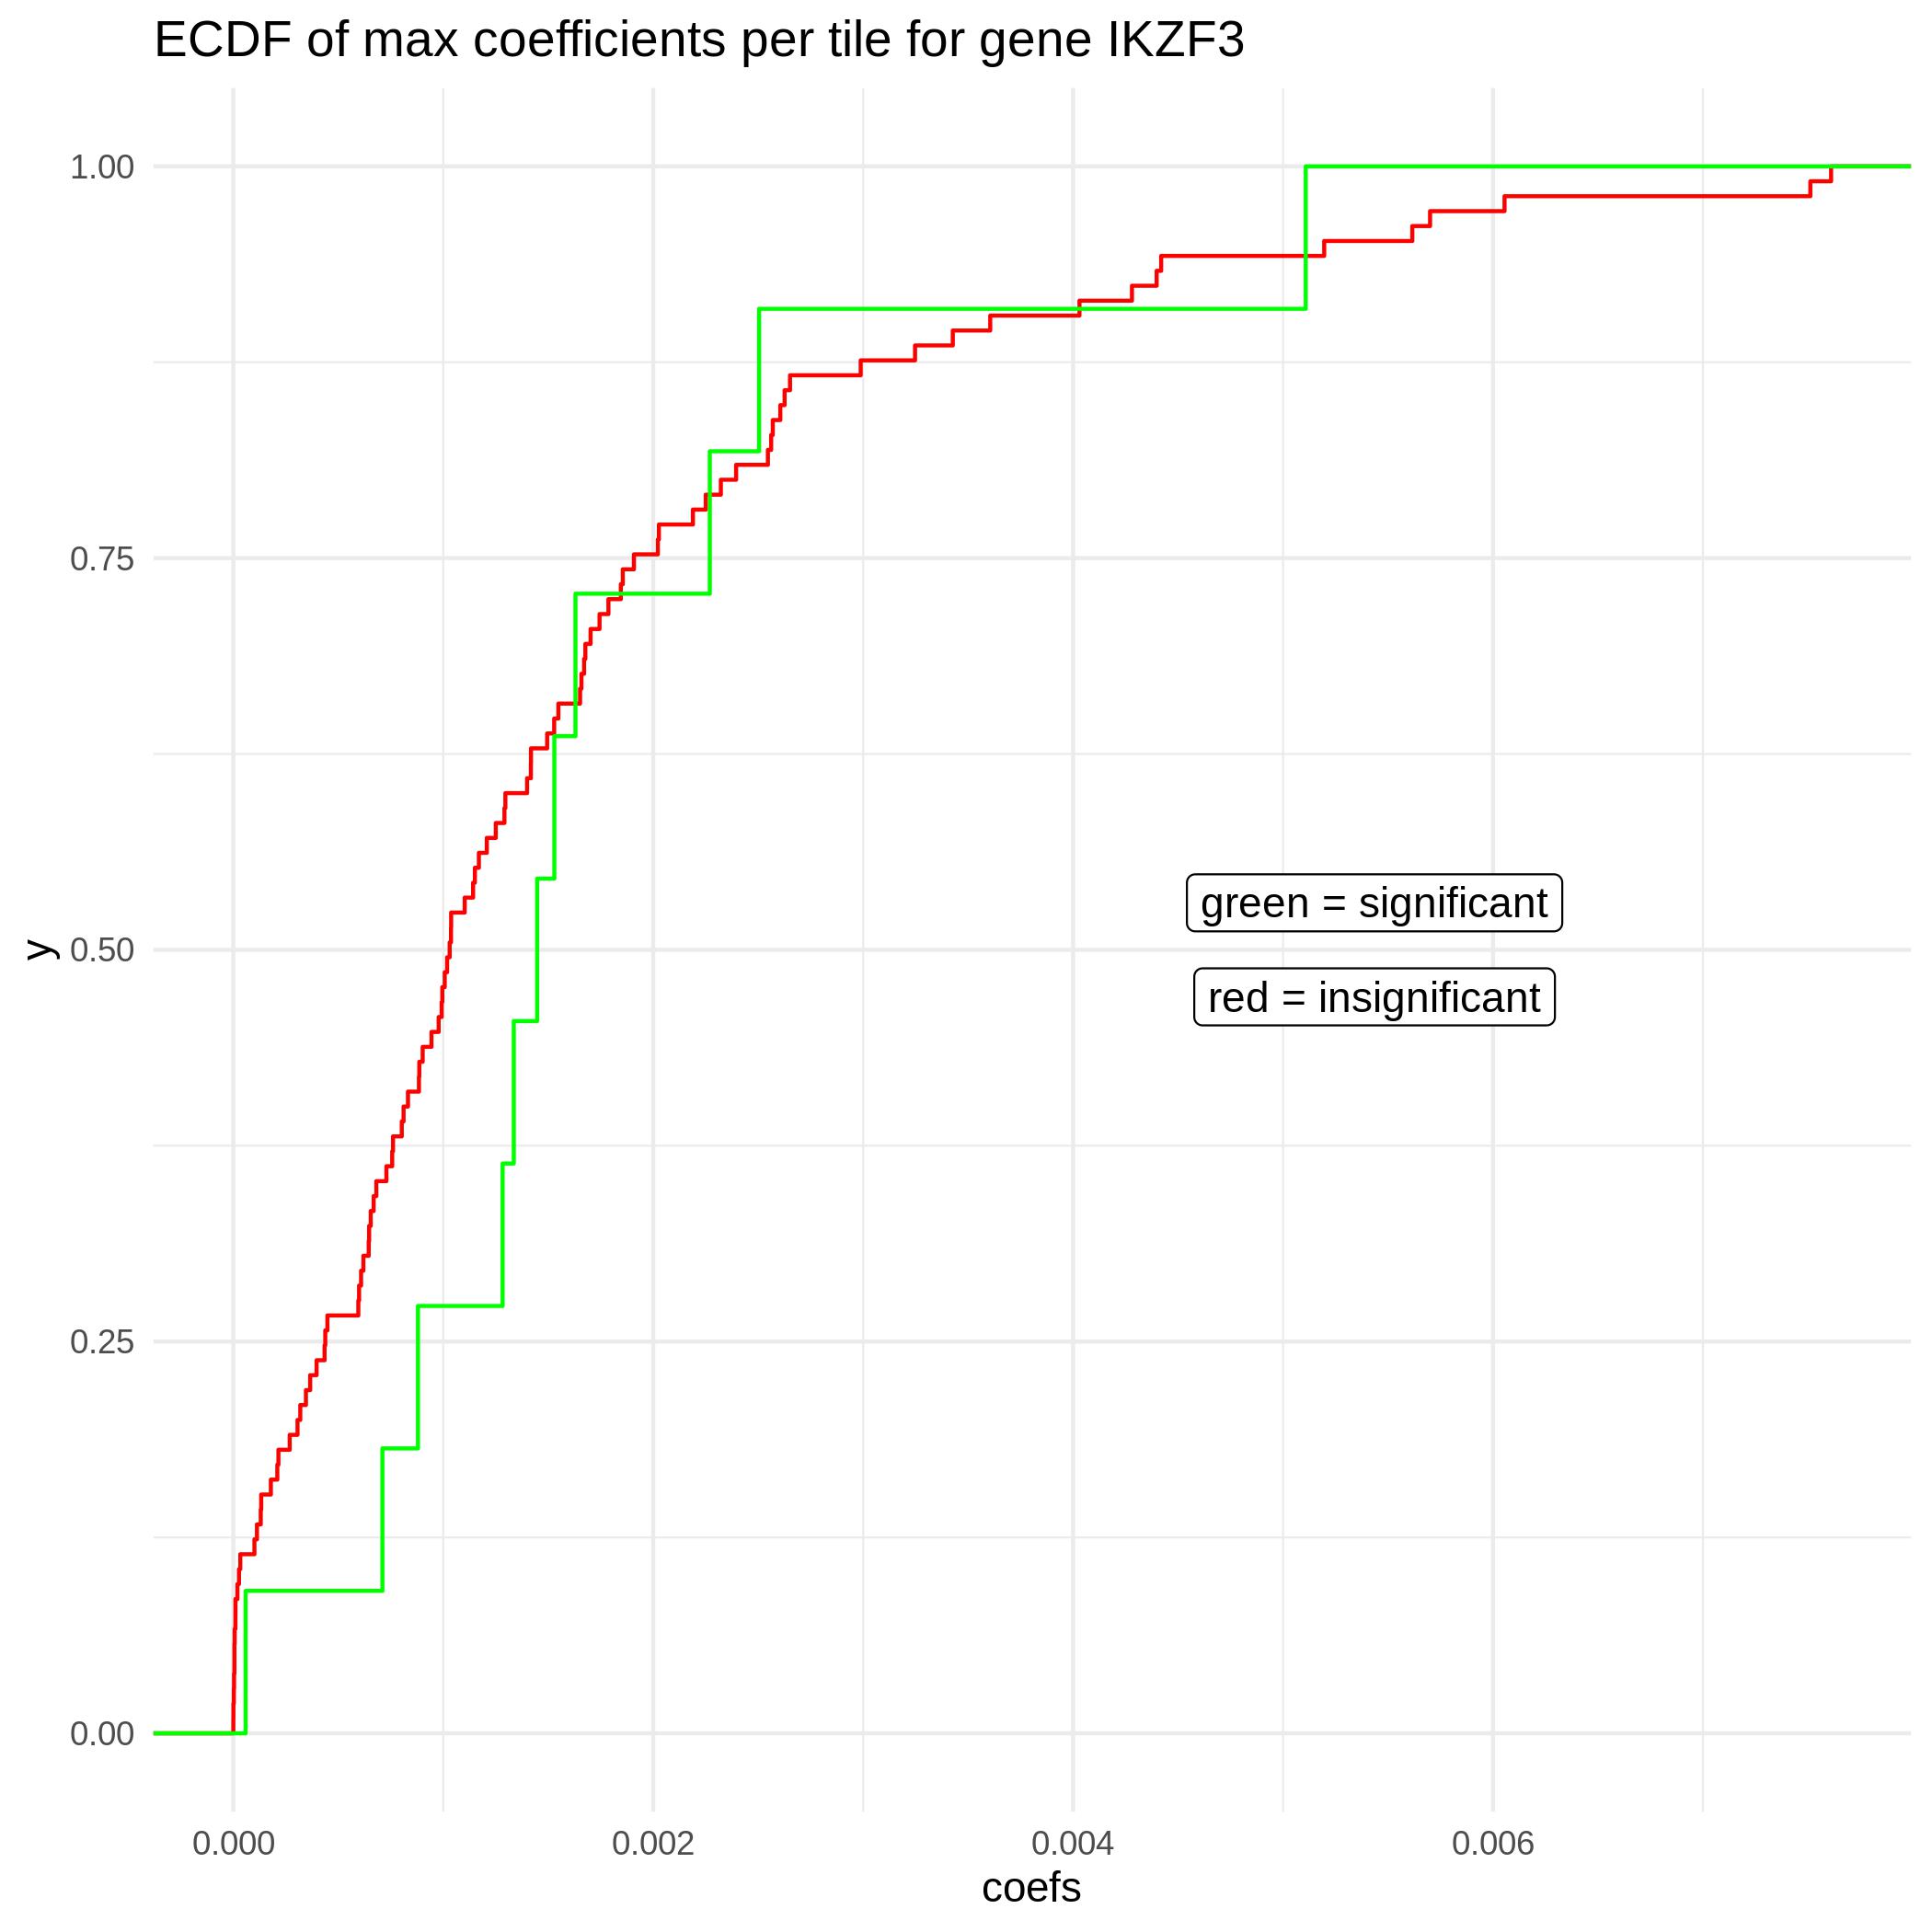 ECDF of max coefficients per tile for gene IKZF3
1.00
0.75
0.50
0.25
0.00
y
green = significant
red = insignificant
0.000 0.002 0.004 0.006
coefs